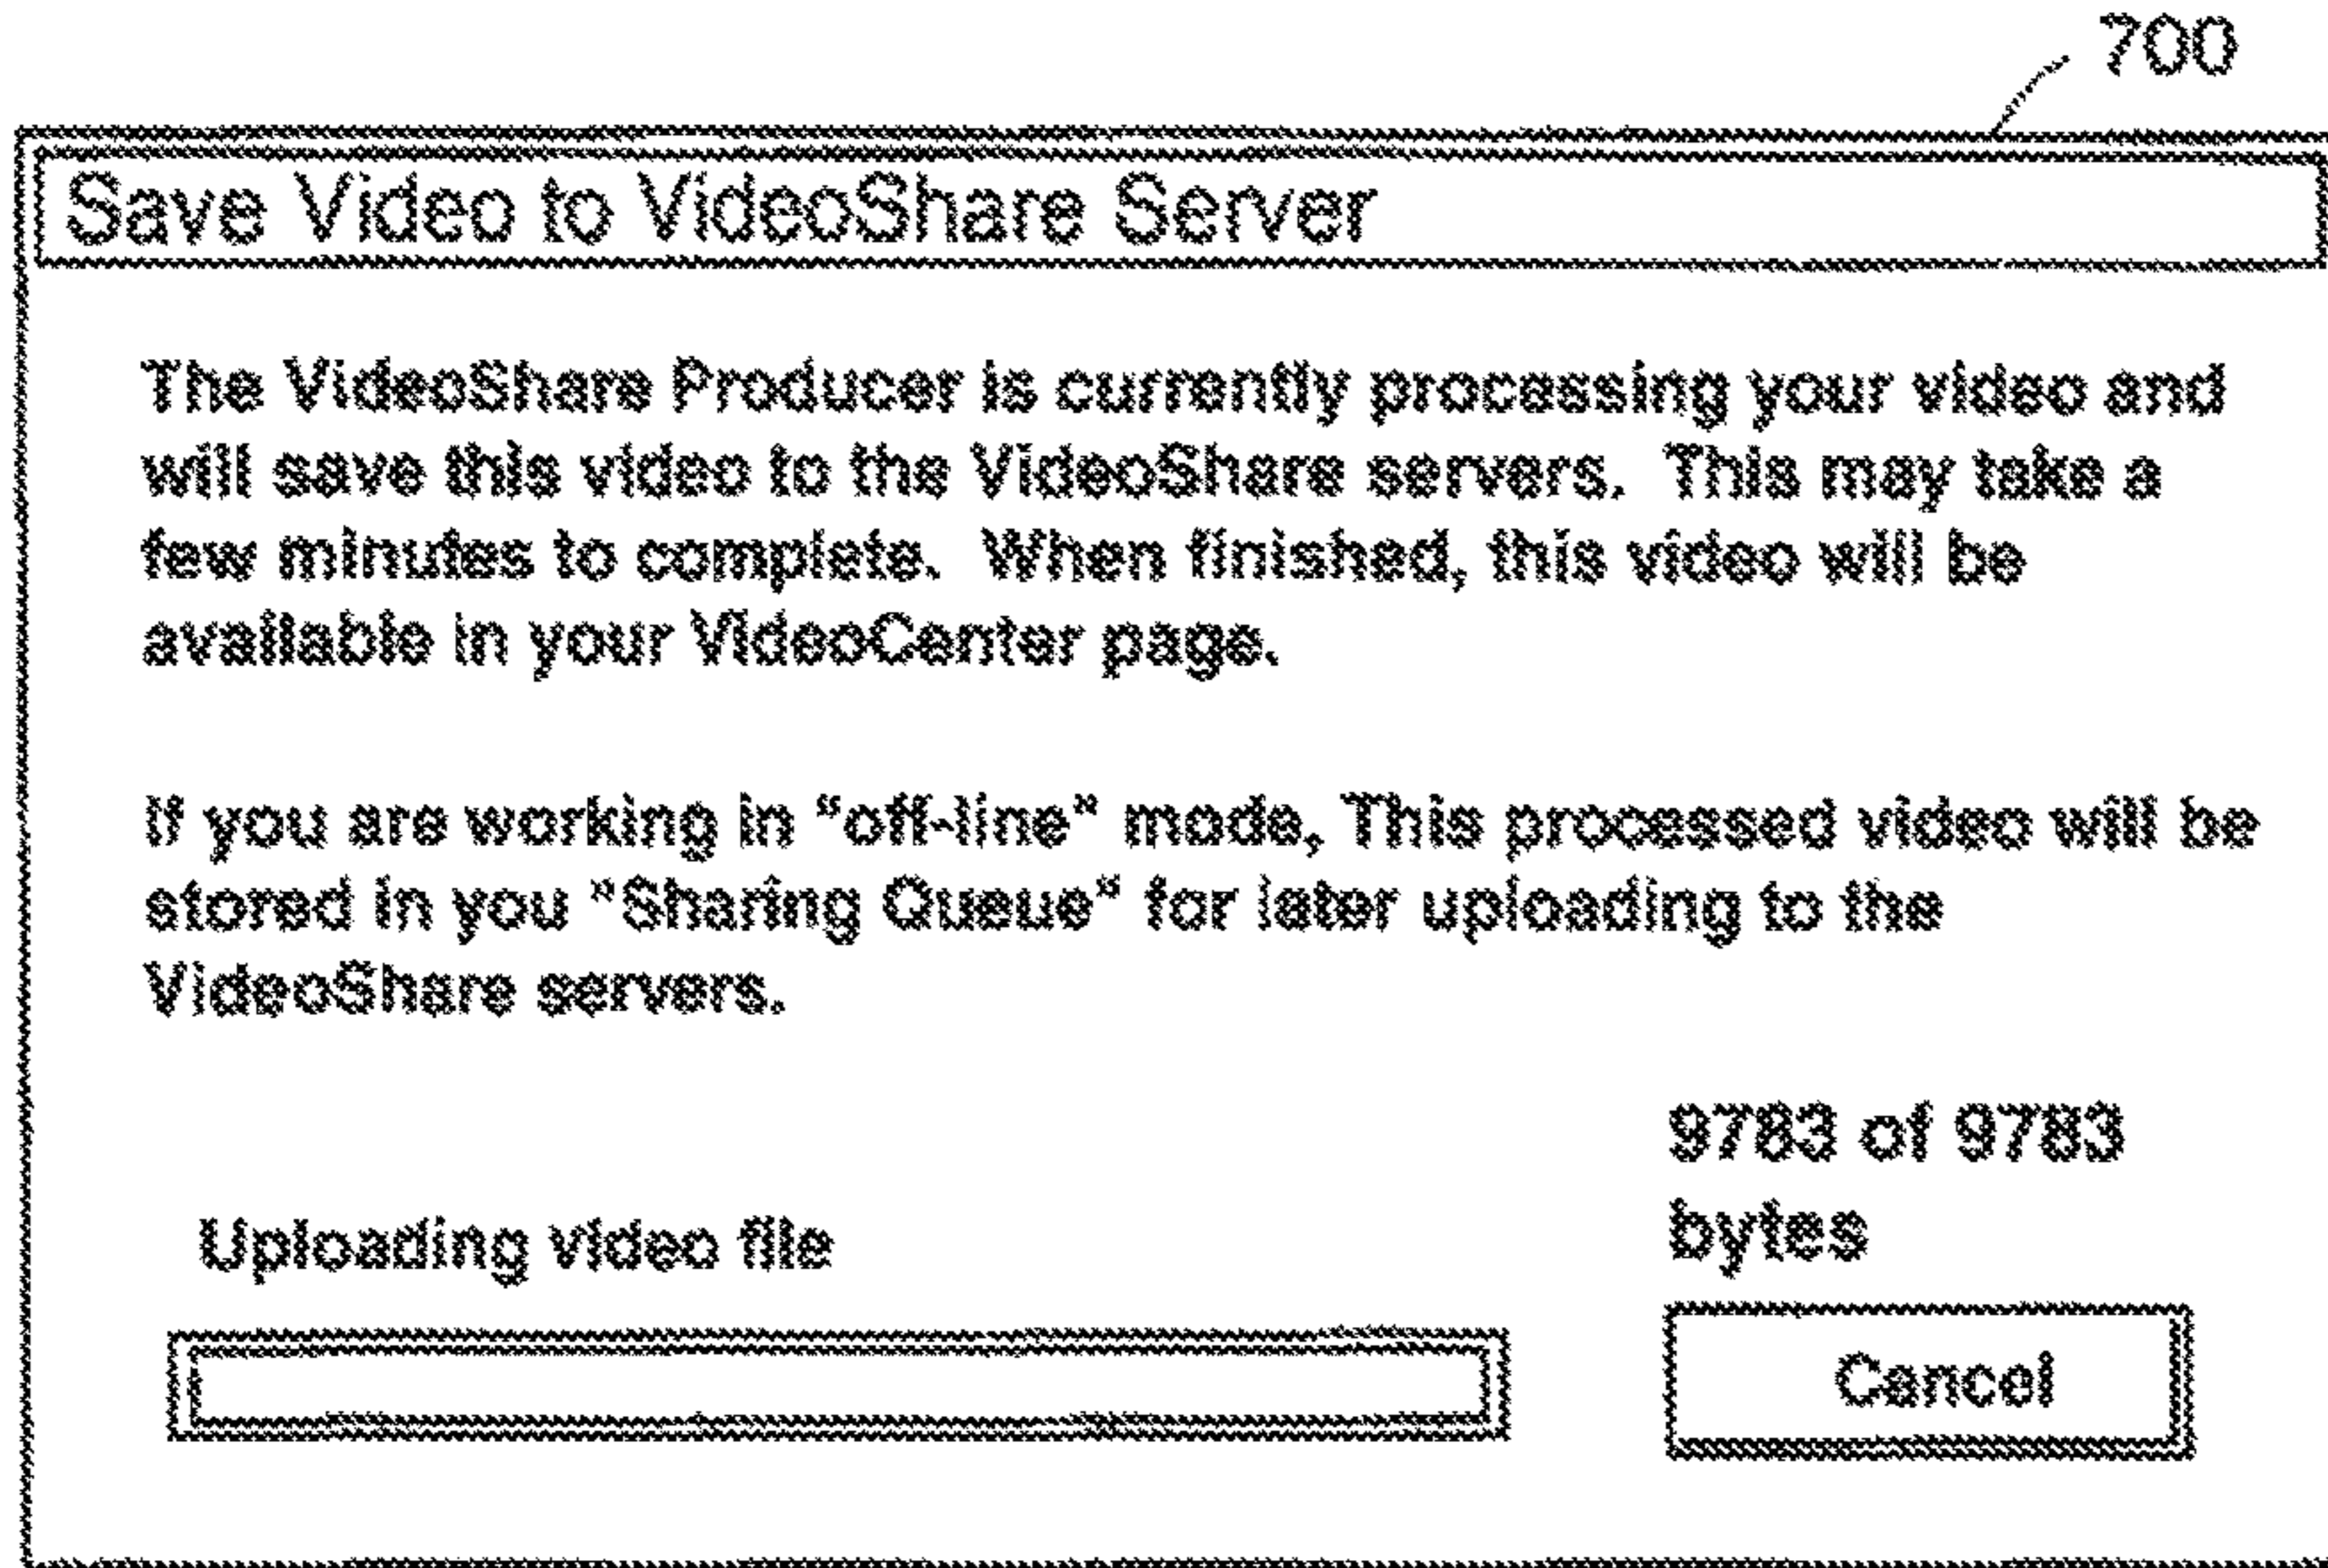 700
Save Video to VideoShare Server
The VideoShare Producer is currently processing your video and
will save this video to the VideoShare servers.  This may take a
few minutes to complete.  When finished, this video will be
available in your VideoCenter page.
If you are working in "off-line" mode, This processed video will be
stored in you "Sharing Queue" for later uploading to the
VideoShare servers.
9783 of 9783
bytes
Uploading video file
Cancel